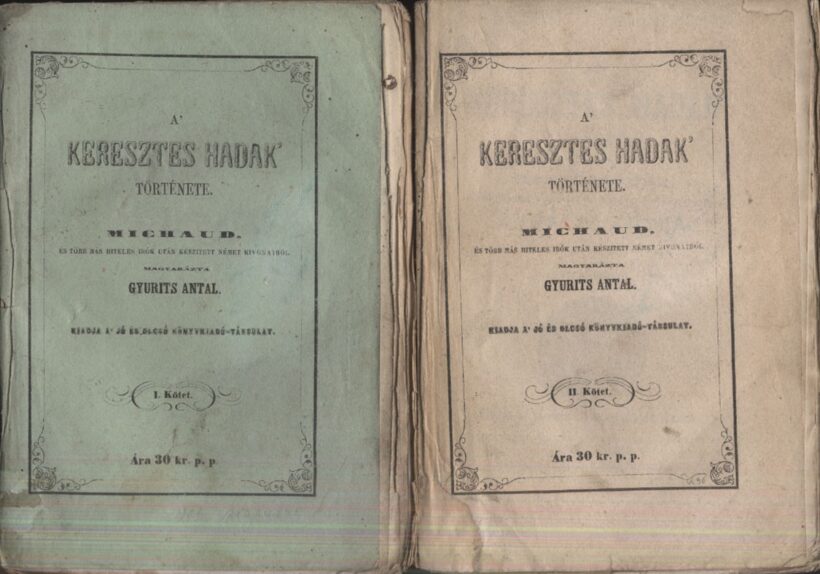 A'
KERESZTES HADAK'
TÖRTÉNETE.
MICHAUD,
ÉS TÖBB MÁS HITELES IRÓK UTÁN KÉSZITETT NÉMET KIVONATBÓL
MAGYARÁZTA
GYURITS ANTAL.
KIADJA A' JÓ ÉS OLCSÓ KÖNYVKIADÓ-TÁRSULAT.
I. Kötet.
Ára 30 kr. p. p
A'
KERESZTES HADAK'
TÖRTÉNETE.
MICHAUD,
ÉS TÖBB MÁS HITELES IRÓK UTÁN KÉSZITETT NÉMET KIVONATBÓL
MAGYARÁZTA
GYURITS ANTAL.
KIADJA A' JÓ ÉS OLCSÓ KÖNYVKIADÓ-TÁRSULAT.
II. Kötet.
Ára 30 kr. p. p.